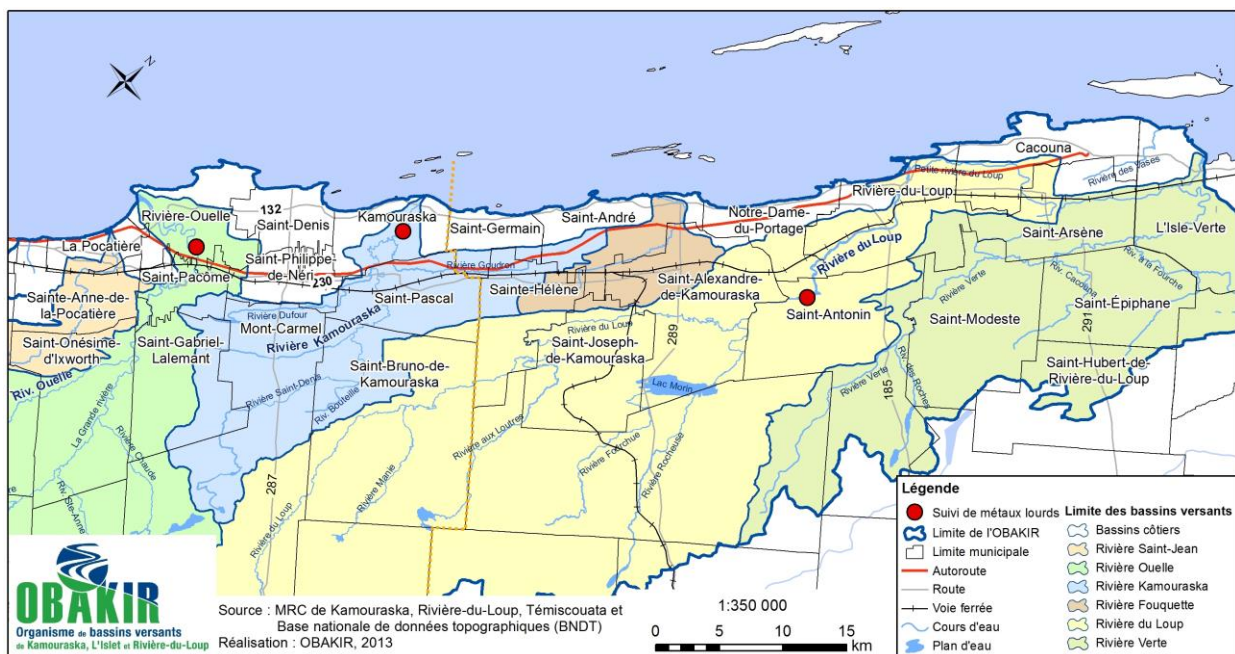 N
Cacouna
Petite rivière du Loup
Rivière des Vases
Rivière-du-Loup
Rivière-Ouelle
132
Saint-Denis
Kamouraska
Saint-Germain
Saint-André
Notre-Dame-
du-Portage
La Pocatière
Saint-Philippe-
de-Néri
Rivière Goudron
Rivière du Loup
Saint-Arsène
L'Isle-Verte
Saint-Pacôme
230
Sainte-Hélène
Saint-Alexandre-
de-Kamouraska
Rivière Verte
Riv. Cacouna
Riv. à la Fourche
Sainte-Anne-de-
la-Pocatière
Saint-Pascal
Saint-Antonin
Saint-Épiphane
Rivière Dufour
Mont-Carmel
Rivière Kamouraska
Rivière du Loup
289
Saint-Modeste
291
Saint-Onésime-
d'Ixworth
Saint-Gabriel-
Lalemant
Saint-Joseph-
de-Kamouraska
Saint-Bruno-de-
Kamouraska
Saint-Hubert-de-
Rivière-du-Loup
Riv. Ouelle
Rivière Saint-Denis
Riv. Bouteille
Lac Morin
Rivière Verte
185
Riv. des Roches
La Grande rivière
Rivière Chaude
Rivière aux Loutres
Rivière Fourchue
Rivière Rocheuse
Riv. Ste-Anne
287
Rivière Manie
Rivière du Loup
Légende
Suivi de métaux lourds
Limite de l'OBAKIR
Limite municipale
Autoroute
Route
Voie ferrée
Cours d'eau
Plan d'eau
Limite des bassins versants
Bassins côtiers
Rivière Saint-Jean
Rivière Ouelle
Rivière Kamouraska
Rivière Fouquette
Rivière du Loup
Rivière Verte
OBAKIR
Organisme de bassins versants
de Kamouraska, L'Islet et Rivière-du-Loup
Source : MRC de Kamouraska, Rivière-du-Loup, Témiscouata et
Base nationale de données topographiques (BNDT)
Réalisation : OBAKIR, 2013
1:350 000
0 5 10 15
km